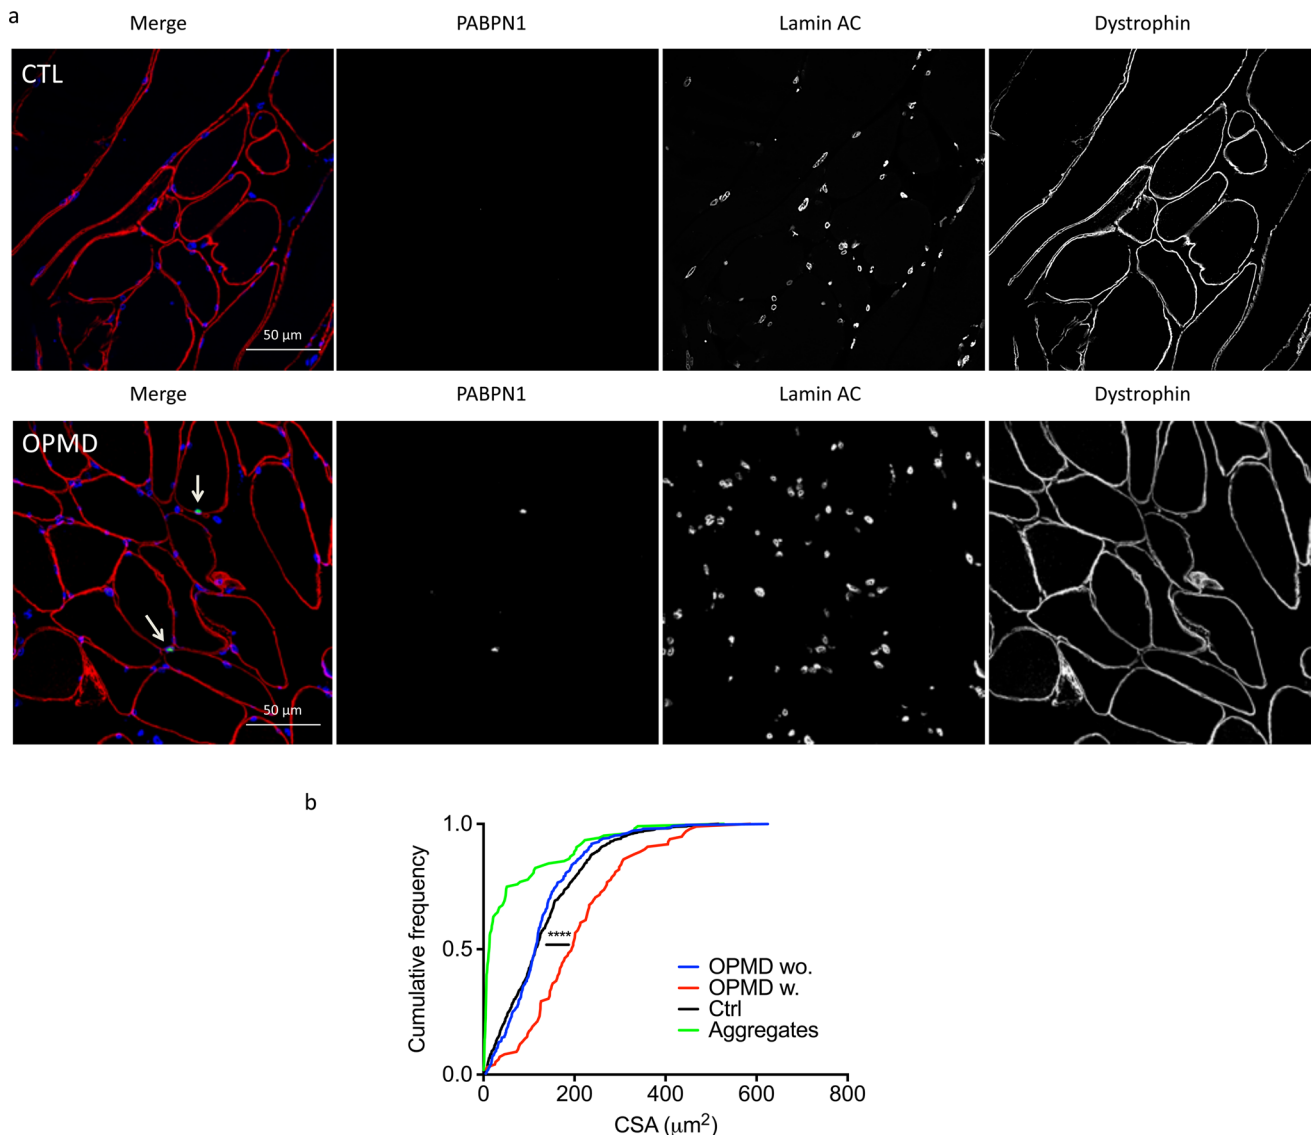 a
Merge PABPN1 Lamin AC Dystrophin
CTL
50 µm
Merge PABPN1 Lamin AC Dystrophin
OPMD
50 µm
b
1.0
0.5
0.0
Cumulative frequency
****
OPMD wo.
OPMD w.
Ctrl
Aggregates
0 200 400 600 800
CSA (µm²)